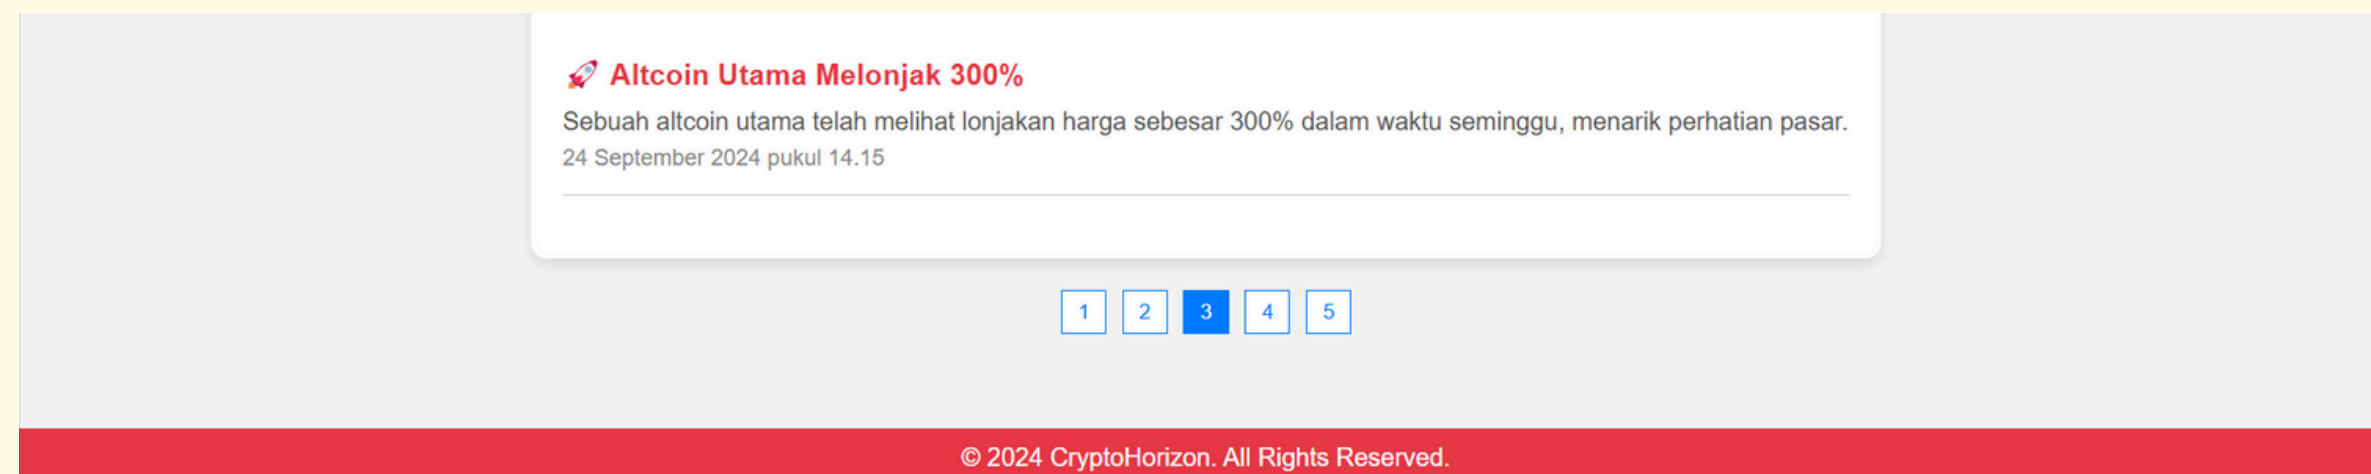 🚀 Altcoin Utama Melonjak 300%
Sebuah altcoin utama telah melihat lonjakan harga sebesar 300% dalam waktu seminggu, menarik perhatian pasar.
24 September 2024 pukul 14.15
1 2 3 4 5
© 2024 CryptoHorizon. All Rights Reserved.